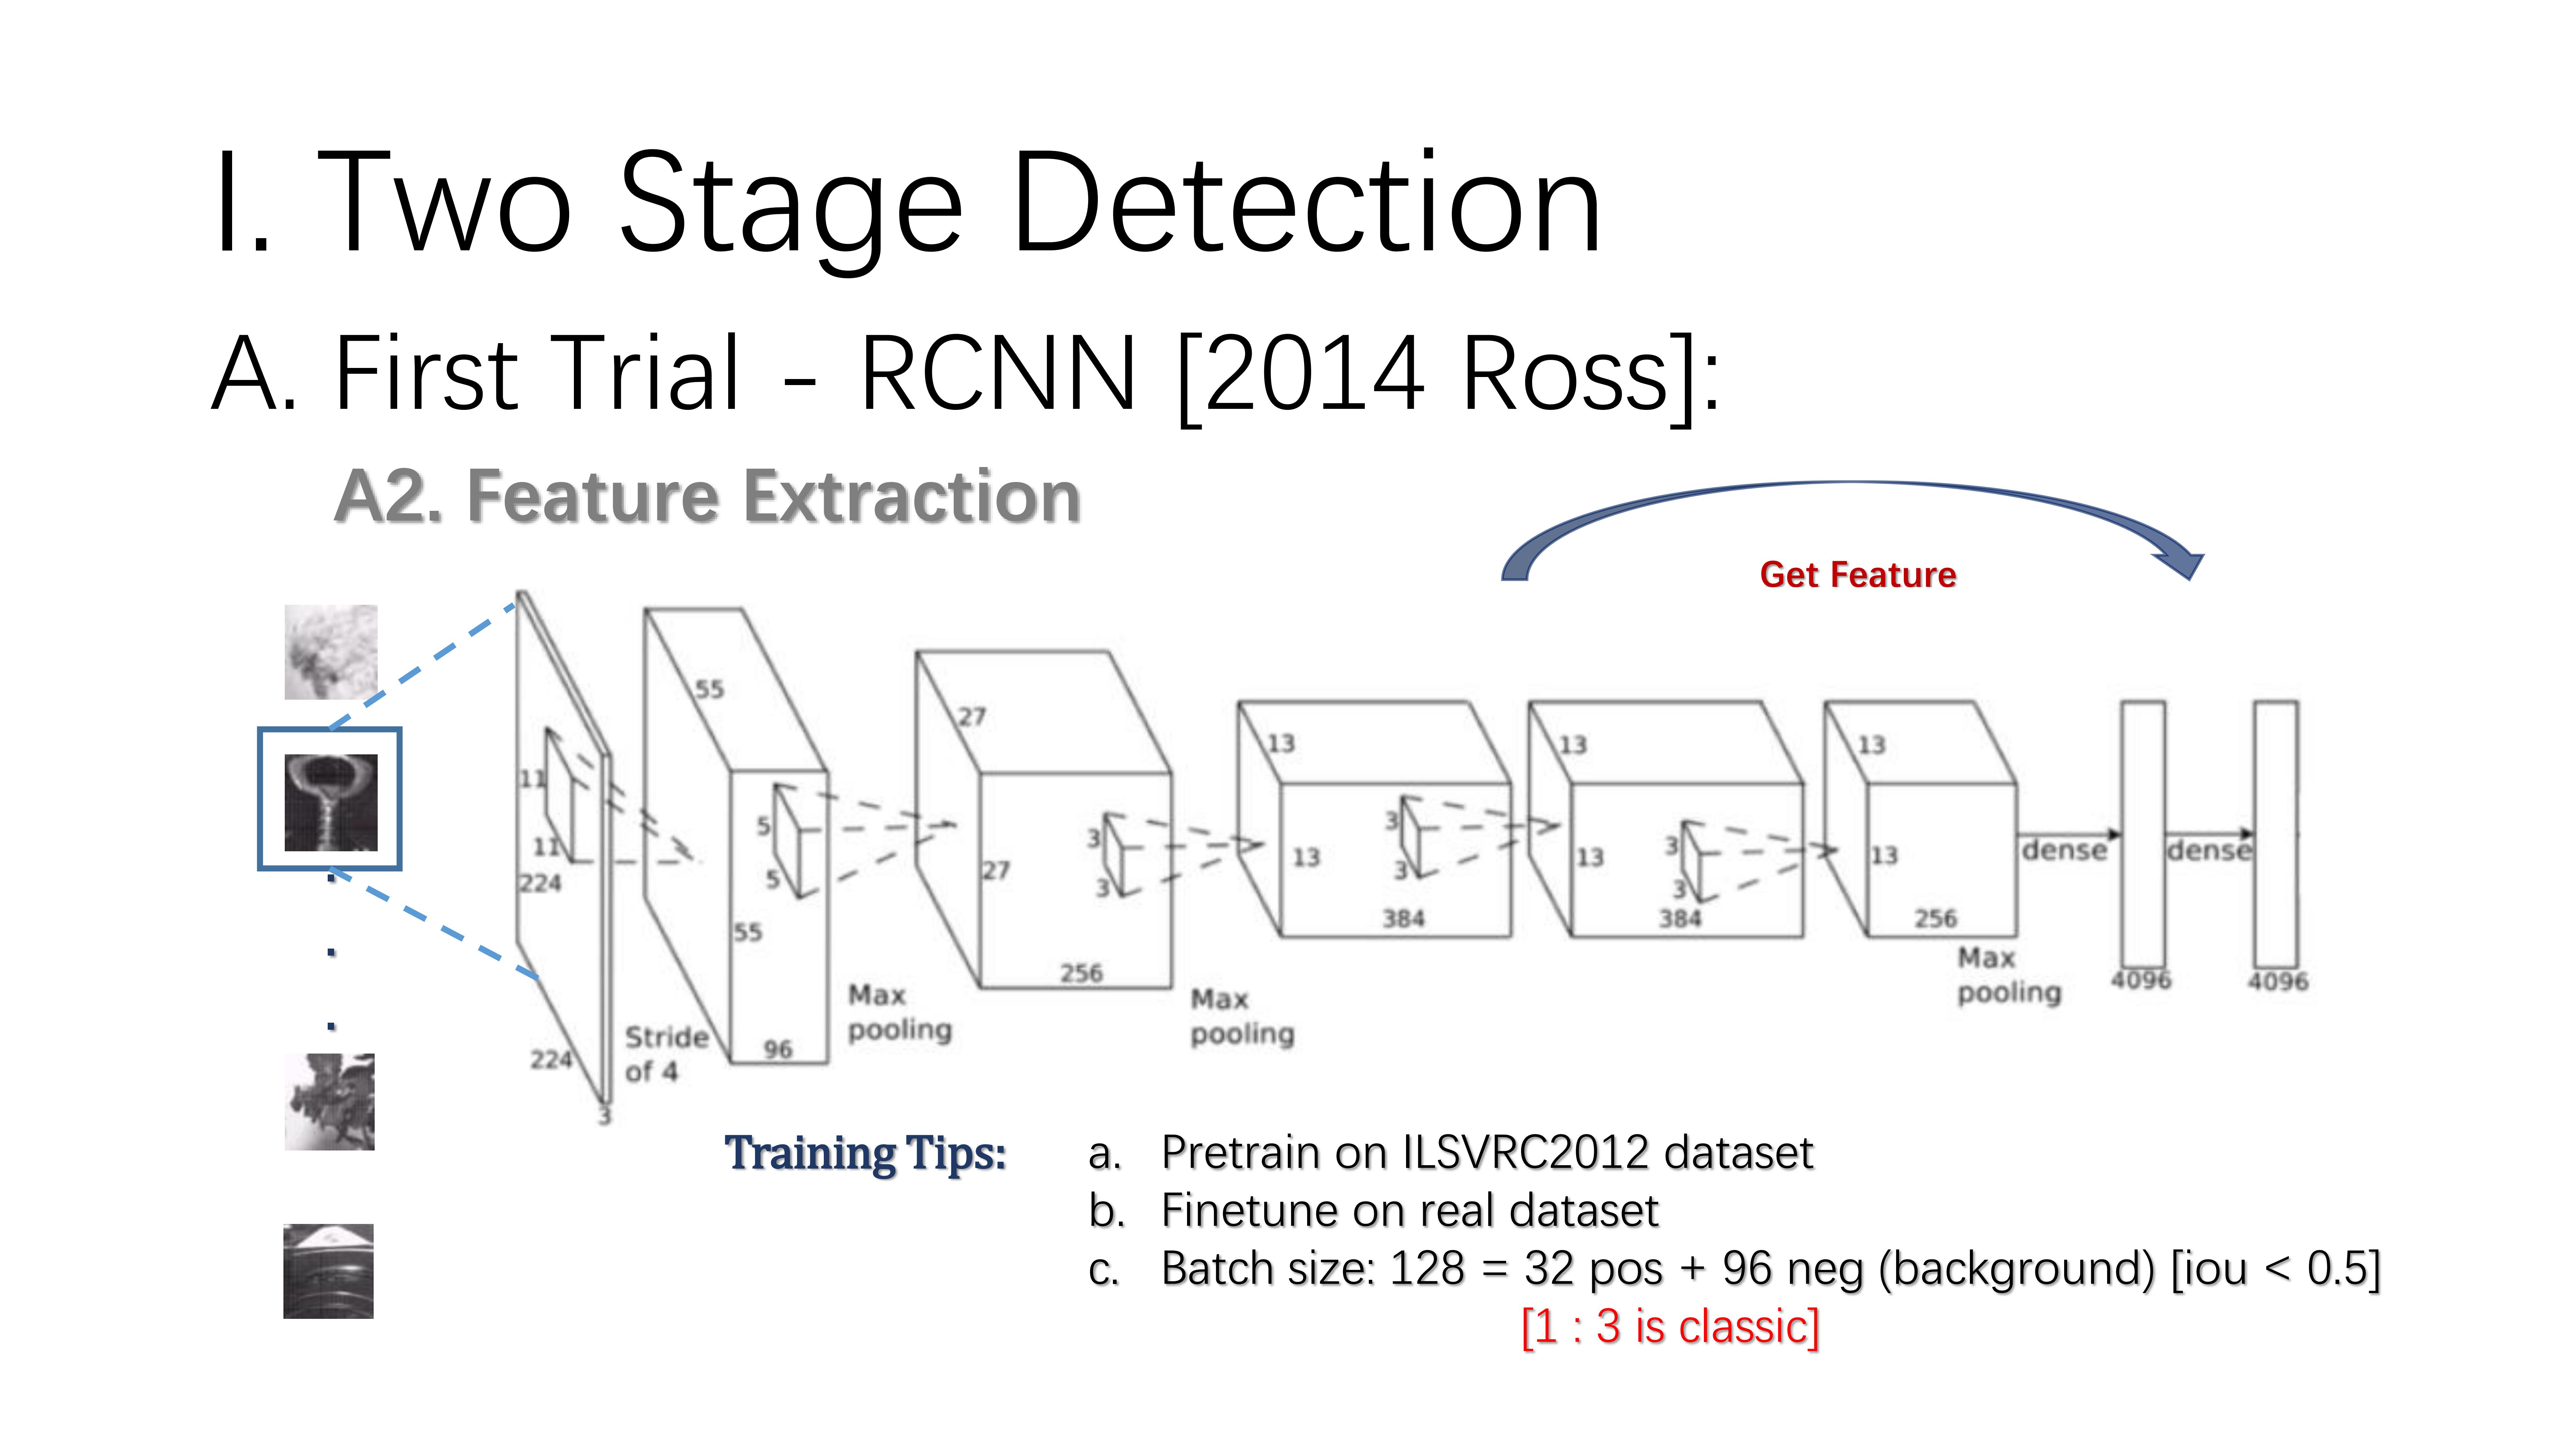 I. Two Stage Detection
A. First Trial - RCNN [2014 Ross]:
A2. Feature Extraction
Get Feature
11
11
224
224
3
Stride
of 4
55
5
5
55
96
Max
pooling
27
3
3
27
256
Max
pooling
13
3
3
13
384
13
3
3
13
384
13
13
256
Max
pooling
dense
4096
dense
4096
Training Tips:
a. Pretrain on ILSVRC2012 dataset
b. Finetune on real dataset
c. Batch size: 128 = 32 pos + 96 neg (background) [iou < 0.5]
[1 : 3 is classic]